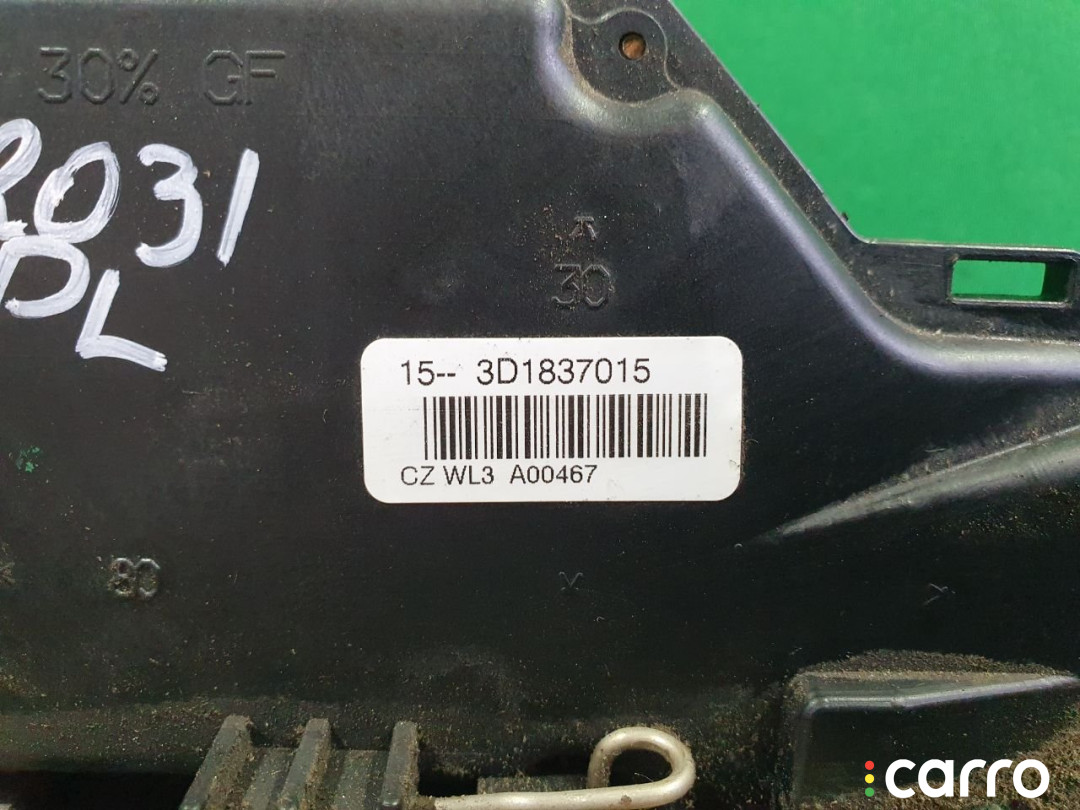 30% GF
2031
DL
30
15-- 3D1837015
CZ WL3 A00467
80
carro